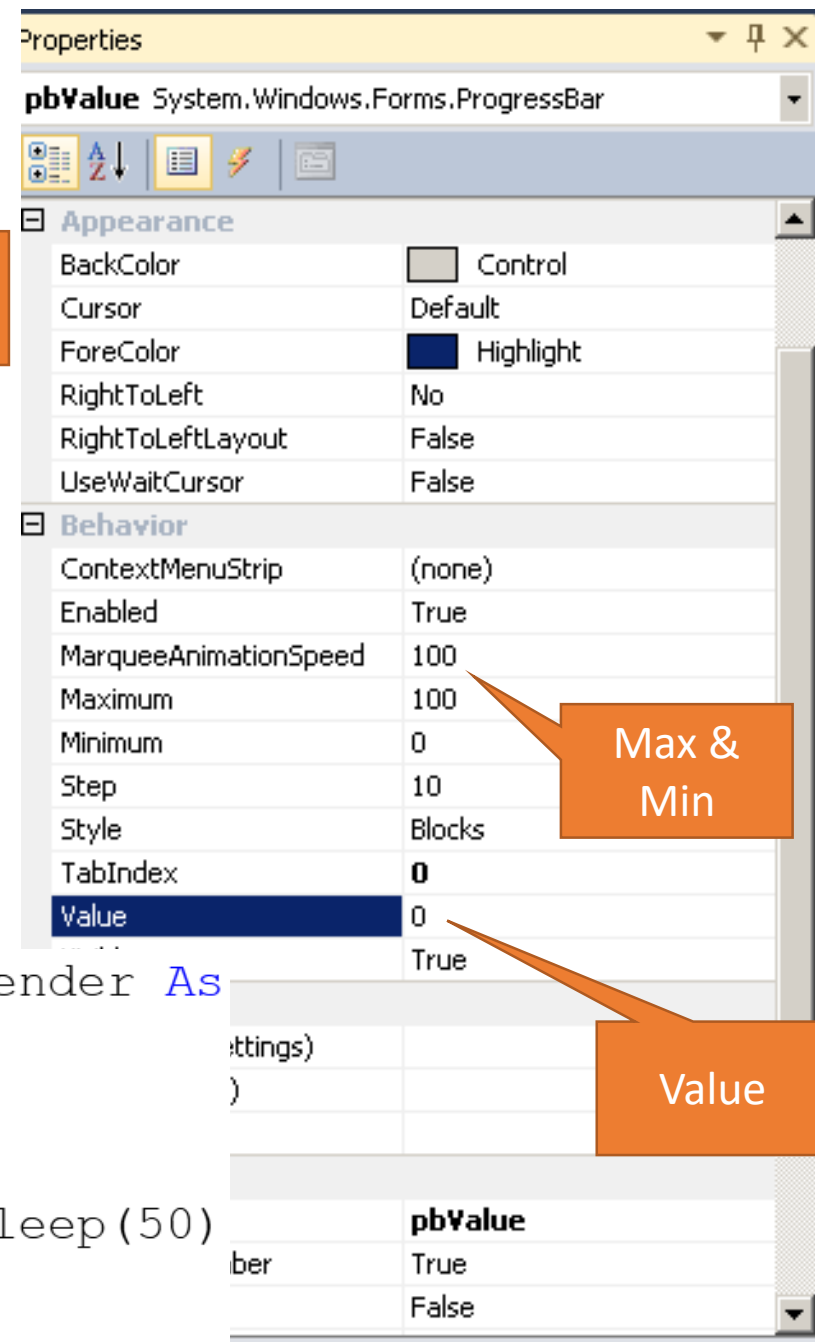 Properties
pbValue System.Windows.Forms.ProgressBar
Appearance
BackColor Control
Cursor Default
ForeColor Highlight
RightToLeft No
RightToLeftLayout False
UseWaitCursor False
Behavior
ContextMenuStrip (none)
Enabled True
MarqueeAnimationSpeed 100
Maximum 100
Minimum 0
Max &
Min
Step 10
Style Blocks
TabIndex 0
Value 0
True
ender As
ettings)
)
Value
leep(50)
pbValue
ber True
False